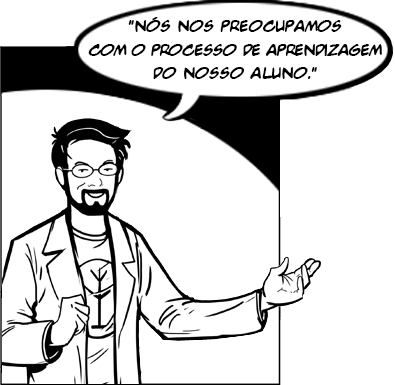 "NÓS NOS PREOCUPAMOS
COM O PROCESSO DE APRENDIZAGEM
DO NOSSO ALUNO."